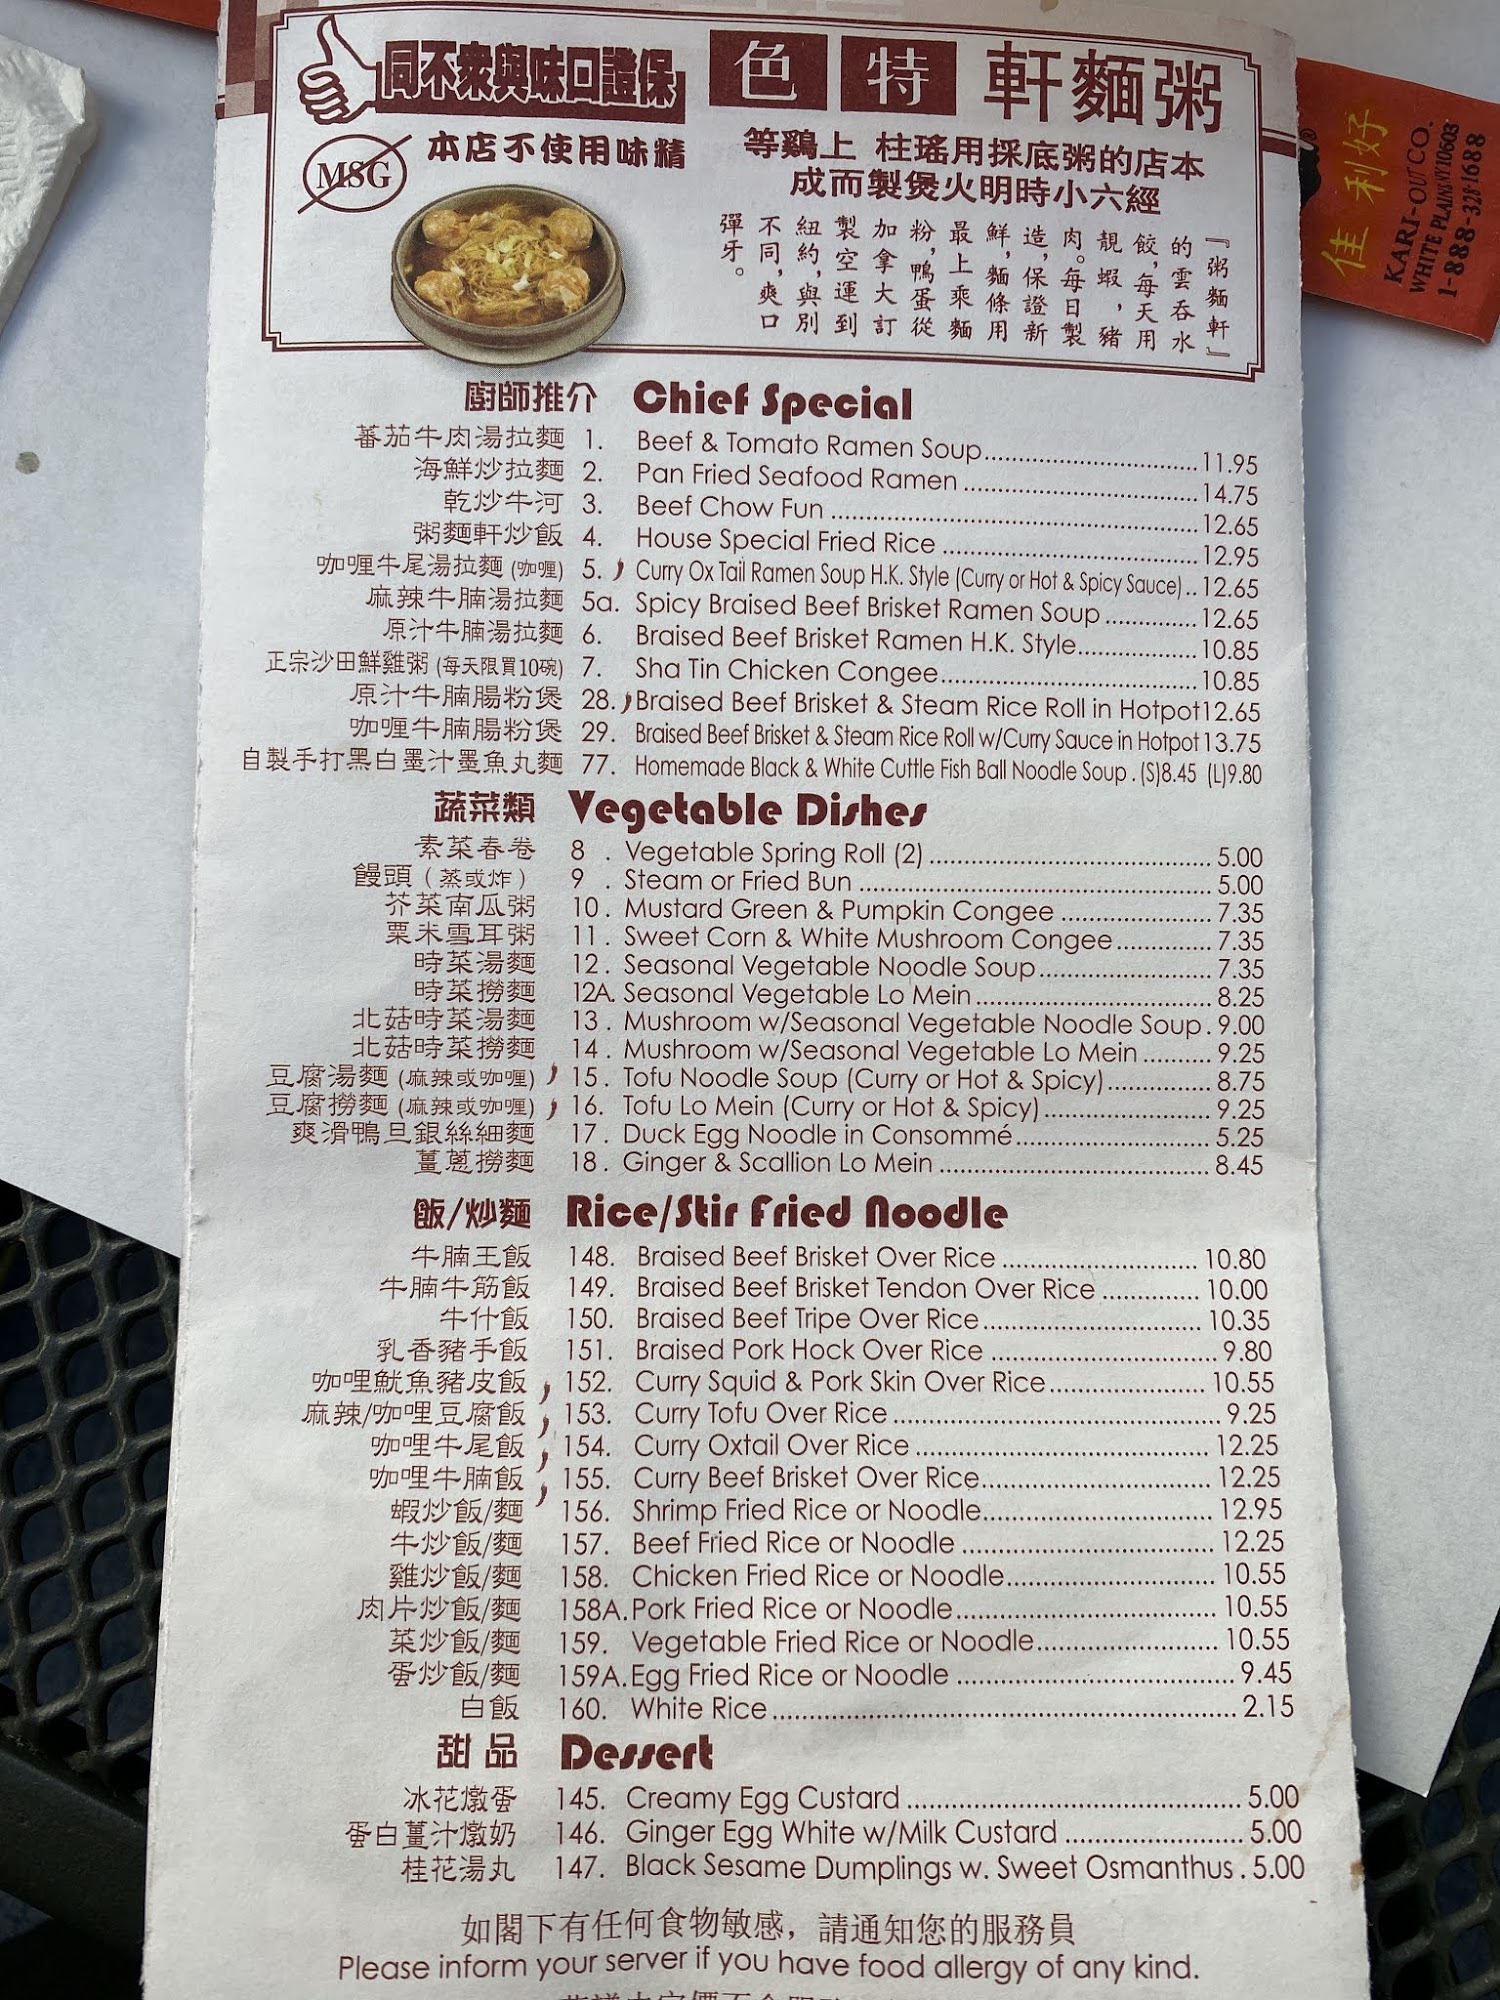 同不衆與味口證保
MSG
本店不使用味精
色特 軒麵粥
等鷄上 柱瑤用採底粥的店本
成而製煲火明時小六經
『粥麵軒』
的雲吞水
餃,每天用
靚蝦,豬
肉。每日製
造,保證新
鮮,麵條用
最上乘麵
粉,鴨蛋從
加拿大訂
製空運到
紐約,與別
不同,爽口
彈牙。
佳利好
KARI-OUT CO.
WHITE PLAINS NY 10603
1-888-328-1688
廚師推介 Chief Special
蕃茄牛肉湯拉麵 1. Beef & Tomato Ramen Soup 11.95
海鮮炒拉麵 2. Pan Fried Seafood Ramen 14.75
乾炒牛河 3. Beef Chow Fun 12.65
粥麵軒炒飯 4. House Special Fried Rice 12.95
咖喱牛尾湯拉麵 (咖喱) 5. Curry Ox Tail Ramen Soup H.K. Style (Curry or Hot & Spicy Sauce) 12.65
麻辣牛腩湯拉麵 5a. Spicy Braised Beef Brisket Ramen Soup 12.65
原汁牛腩湯拉麵 6. Braised Beef Brisket Ramen H.K. Style 10.85
正宗沙田鮮雞粥 (每天限買10碗) 7. Sha Tin Chicken Congee 10.85
原汁牛腩腸粉煲 28. Braised Beef Brisket & Steam Rice Roll in Hotpot 12.65
咖喱牛腩腸粉煲 29. Braised Beef Brisket & Steam Rice Roll w/Curry Sauce in Hotpot 13.75
自製手打黑白墨汁墨魚丸麵 77. Homemade Black & White Cuttle Fish Ball Noodle Soup . (S)8.45 (L)9.80
蔬菜類 Vegetable Dishes
素菜春卷 8 . Vegetable Spring Roll (2) 5.00
饅頭 (蒸或炸) 9 . Steam or Fried Bun 5.00
芥菜南瓜粥 10. Mustard Green & Pumpkin Congee 7.35
粟米雪耳粥 11. Sweet Corn & White Mushroom Congee 7.35
時菜湯麵 12. Seasonal Vegetable Noodle Soup 7.35
時菜撈麵 12A. Seasonal Vegetable Lo Mein 8.25
北菇時菜湯麵 13. Mushroom w/Seasonal Vegetable Noodle Soup. 9.00
北菇時菜撈麵 14. Mushroom w/Seasonal Vegetable Lo Mein 9.25
豆腐湯麵 (麻辣或咖喱) 15. Tofu Noodle Soup (Curry or Hot & Spicy) 8.75
豆腐撈麵 (麻辣或咖喱) 16. Tofu Lo Mein (Curry or Hot & Spicy) 9.25
爽滑鴨旦銀絲細麵 17. Duck Egg Noodle in Consommé 5.25
薑蔥撈麵 18. Ginger & Scallion Lo Mein 8.45
飯/炒麵 Rice/Stir Fried Noodle
牛腩王飯 148. Braised Beef Brisket Over Rice 10.80
牛腩牛筋飯 149. Braised Beef Brisket Tendon Over Rice 10.00
牛什飯 150. Braised Beef Tripe Over Rice 10.35
乳香豬手飯 151. Braised Pork Hock Over Rice 9.80
咖哩魷魚豬皮飯 152. Curry Squid & Pork Skin Over Rice 10.55
麻辣/咖哩豆腐飯 153. Curry Tofu Over Rice 9.25
咖哩牛尾飯 154. Curry Oxtail Over Rice 12.25
咖哩牛腩飯 155. Curry Beef Brisket Over Rice 12.25
蝦炒飯/麵 156. Shrimp Fried Rice or Noodle 12.95
牛炒飯/麵 157. Beef Fried Rice or Noodle 12.25
雞炒飯/麵 158. Chicken Fried Rice or Noodle 10.55
肉片炒飯/麵 158A. Pork Fried Rice or Noodle 10.55
菜炒飯/麵 159. Vegetable Fried Rice or Noodle 10.55
蛋炒飯/麵 159A. Egg Fried Rice or Noodle 9.45
白飯 160. White Rice 2.15
甜品 Dessert
冰花燉蛋 145. Creamy Egg Custard 5.00
蛋白薑汁燉奶 146. Ginger Egg White w/Milk Custard 5.00
桂花湯丸 147. Black Sesame Dumplings w. Sweet Osmanthus . 5.00
如閣下有任何食物敏感，請通知您的服務員
Please inform your server if you have food allergy of any kind.